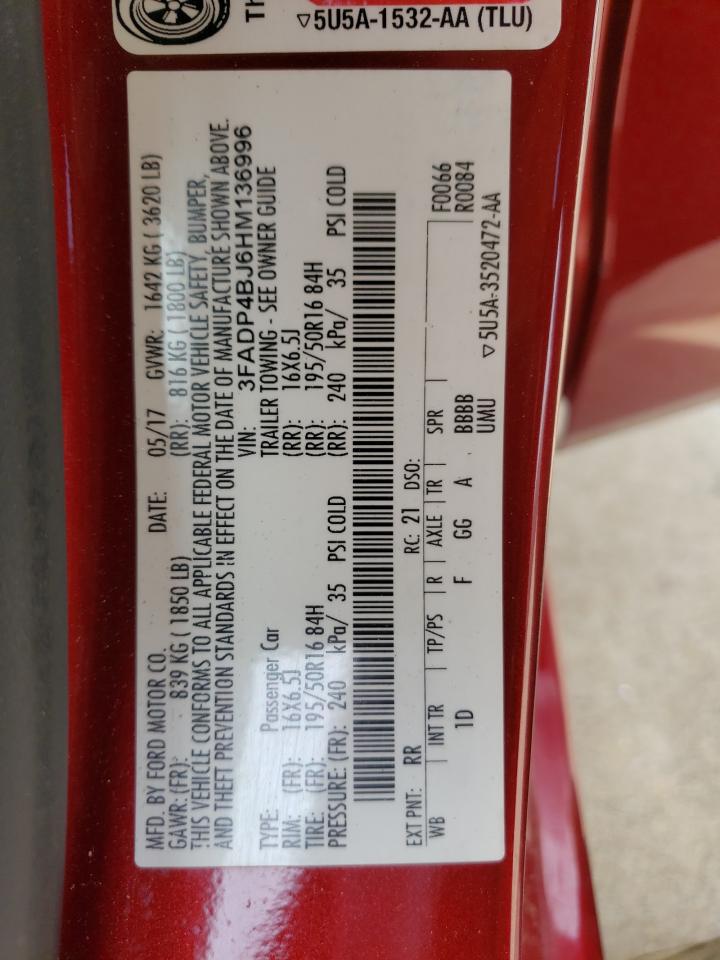 TH
▽5U5A-1532-AA (TLU)
MFD. BY FORD MOTOR CO. DATE: 05/17 GVWR: 1642 KG ( 3620 LB)
GAWR: (FR): 839 KG ( 1850 LB) (RR): 816 KG ( 1800 LB)
THIS VEHICLE CONFORMS TO ALL APPLICABLE FEDERAL MOTOR VEHICLE SAFETY, BUMPER,
AND THEFT PREVENTION STANDARDS IN EFFECT ON THE DATE OF MANUFACTURE SHOWN ABOVE.
VIN: 3FADP4BJ6HM136996
TYPE: Passenger Car TRAILER TOWING - SEE OWNER GUIDE
RIM: (FR): 16X6.5J (RR): 16X6.5J
TIRE: (FR): 195/50R16 84H (RR): 195/50R16 84H
PRESSURE: (FR): 240 kPa/ 35 PSI COLD (RR): 240 kPa/ 35 PSI COLD
EXT PNT: RR RC: 21 DSO: F0066
WB INT TR TP/PS R AXLE TR SPR R0084
1D F GG A BBBB
UMU
▽5U5A-3520472-AA